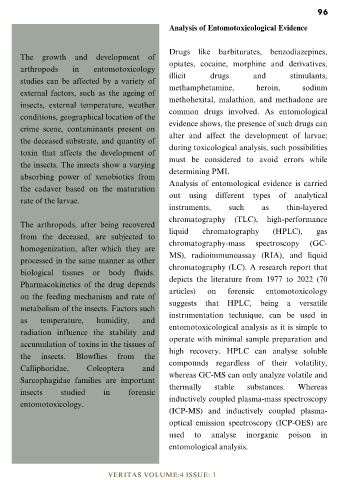 96
The growth and development of
arthropods in entomotoxicology
studies can be affected by a variety of
external factors, such as the ageing of
insects, external temperature, weather
conditions, geographical location of the
crime scene, contaminants present on
the deceased substrate, and quantity of
toxin that affects the development of
the insects. The insects show a varying
absorbing power of xenobiotics from
the cadaver based on the maturation
rate of the larvae.
The arthropods, after being recovered
from the deceased, are subjected to
homogenization, after which they are
processed in the same manner as other
biological tissues or body fluids.
Pharmacokinetics of the drug depends
on the feeding mechanism and rate of
metabolism of the insects. Factors such
as temperature, humidity, and
radiation influence the stability and
accumulation of toxins in the tissues of
the insects. Blowflies from the
Calliphoridae, Coleoptera and
Sarcophagidae families are important
insects studied in forensic
entomotoxicology.
Analysis of Entomotoxicological Evidence
Drugs like barbiturates, benzodiazepines,
opiates, cocaine, morphine and derivatives,
illicit drugs and stimulants,
methamphetamine, heroin, sodium
methohexital, malathion, and methadone are
common drugs involved. As entomological
evidence shows, the presence of such drugs can
alter and affect the development of larvae;
during toxicological analysis, such possibilities
must be considered to avoid errors while
determining PMI.
Analysis of entomological evidence is carried
out using different types of analytical
instruments, such as thin-layered
chromatography (TLC), high-performance
liquid chromatography (HPLC), gas
chromatography-mass spectroscopy (GC-
MS), radioimmunoassay (RIA), and liquid
chromatography (LC). A research report that
depicts the literature from 1977 to 2022 (70
articles) on forensic entomotoxicology
suggests that HPLC, being a versatile
instrumentation technique, can be used in
entomotoxicological analysis as it is simple to
operate with minimal sample preparation and
high recovery. HPLC can analyse soluble
compounds regardless of their volatility,
whereas GC-MS can only analyze volatile and
thermally stable substances. Whereas
inductively coupled plasma-mass spectroscopy
(ICP-MS) and inductively coupled plasma-
optical emission spectroscopy (ICP-OES) are
used to analyse inorganic poison in
entomological analysis.
VERITAS VOLUME:4 ISSUE: 1